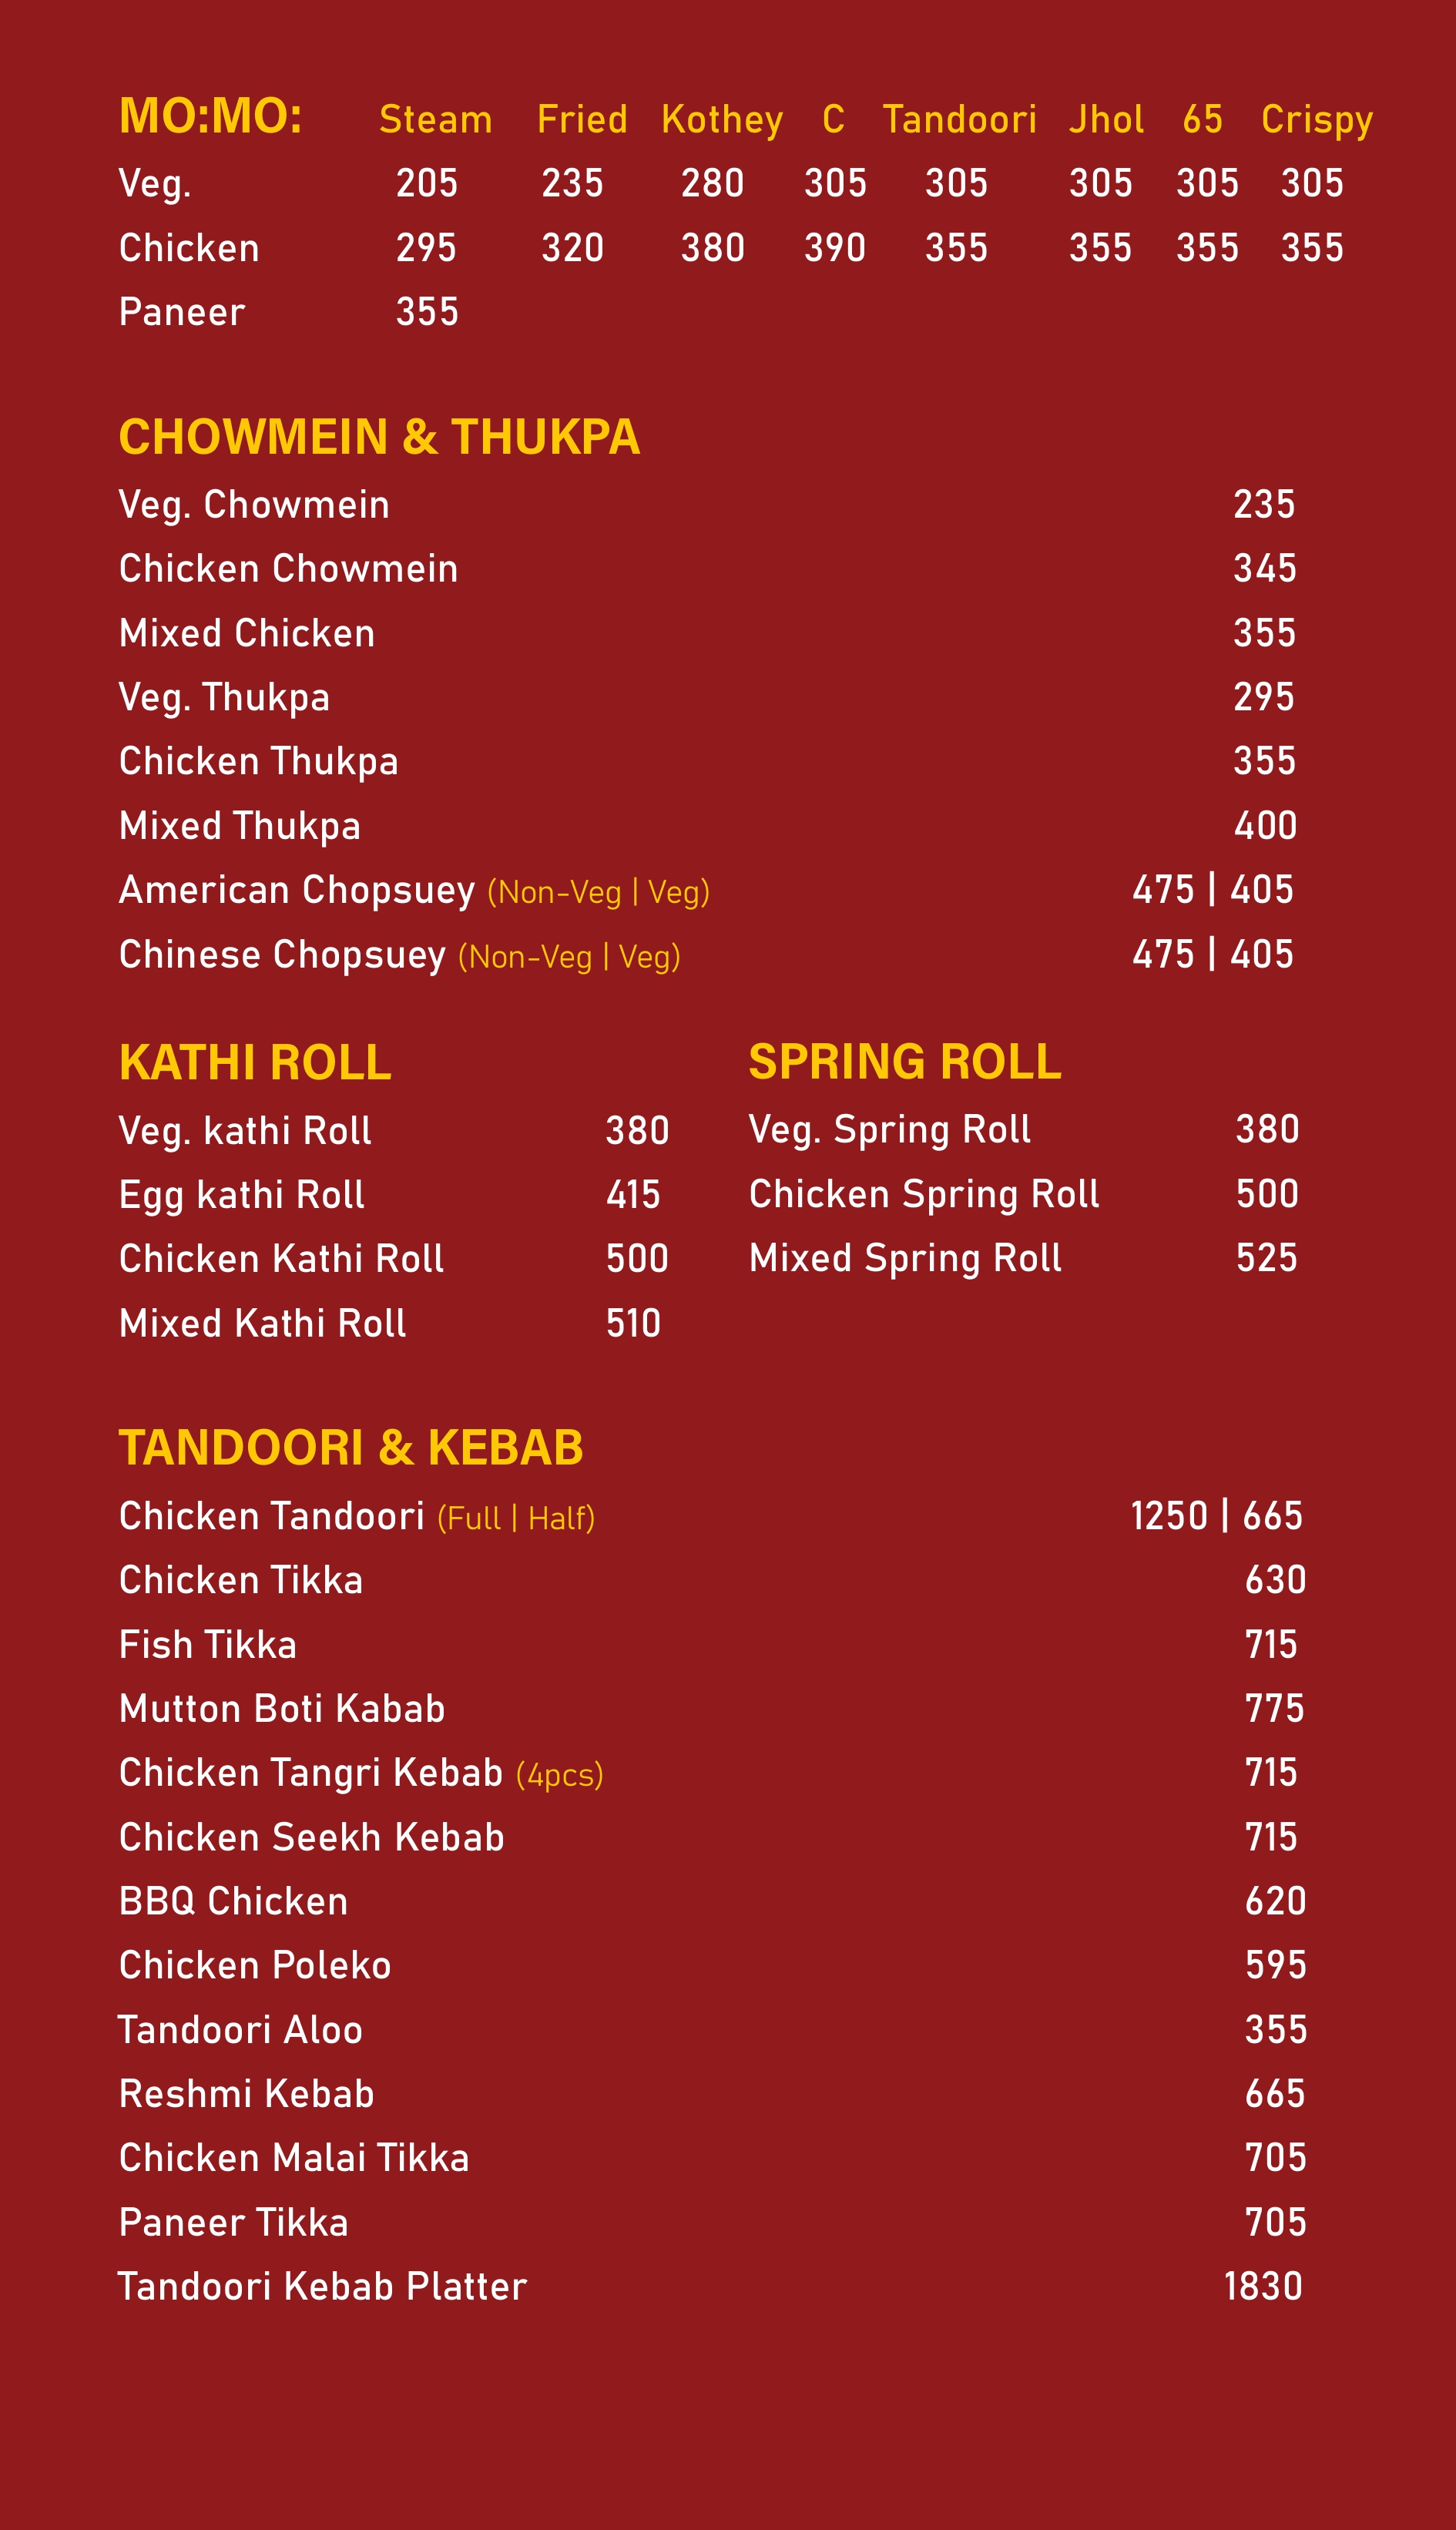 MO:MO: Steam Fried Kothey C Tandoori Jhol 65 Crispy
Veg. 205 235 280 305 305 305 305 305
Chicken 295 320 380 390 355 355 355 355
Paneer 355
CHOWMEIN & THUKPA
Veg. Chowmein 235
Chicken Chowmein 345
Mixed Chicken 355
Veg. Thukpa 295
Chicken Thukpa 355
Mixed Thukpa 400
American Chopsuey (Non-Veg | Veg) 475 | 405
Chinese Chopsuey (Non-Veg | Veg) 475 | 405
KATHI ROLL
Veg. kathi Roll 380
Egg kathi Roll 415
Chicken Kathi Roll 500
Mixed Kathi Roll 510
SPRING ROLL
Veg. Spring Roll 380
Chicken Spring Roll 500
Mixed Spring Roll 525
TANDOORI & KEBAB
Chicken Tandoori (Full | Half) 1250 | 665
Chicken Tikka 630
Fish Tikka 715
Mutton Boti Kabab 775
Chicken Tangri Kebab (4pcs) 715
Chicken Seekh Kebab 715
BBQ Chicken 620
Chicken Poleko 595
Tandoori Aloo 355
Reshmi Kebab 665
Chicken Malai Tikka 705
Paneer Tikka 705
Tandoori Kebab Platter 1830